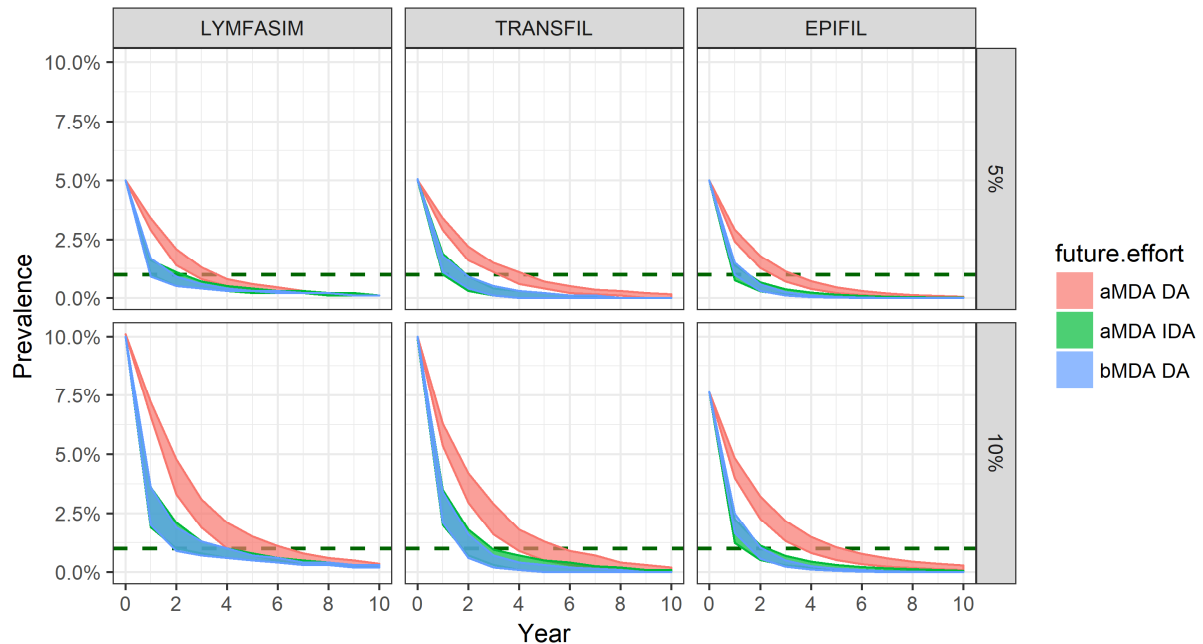 LYMFASIM TRANSFIL EPIFIL
10.0%
7.5%
5.0%
2.5%
0.0%
5%
10.0%
7.5%
5.0%
2.5%
0.0%
10%
Prevalence
0 2 4 6 8 10 0 2 4 6 8 10 0 2 4 6 8 10
Year
future.effort
aMDA DA
aMDA IDA
bMDA DA